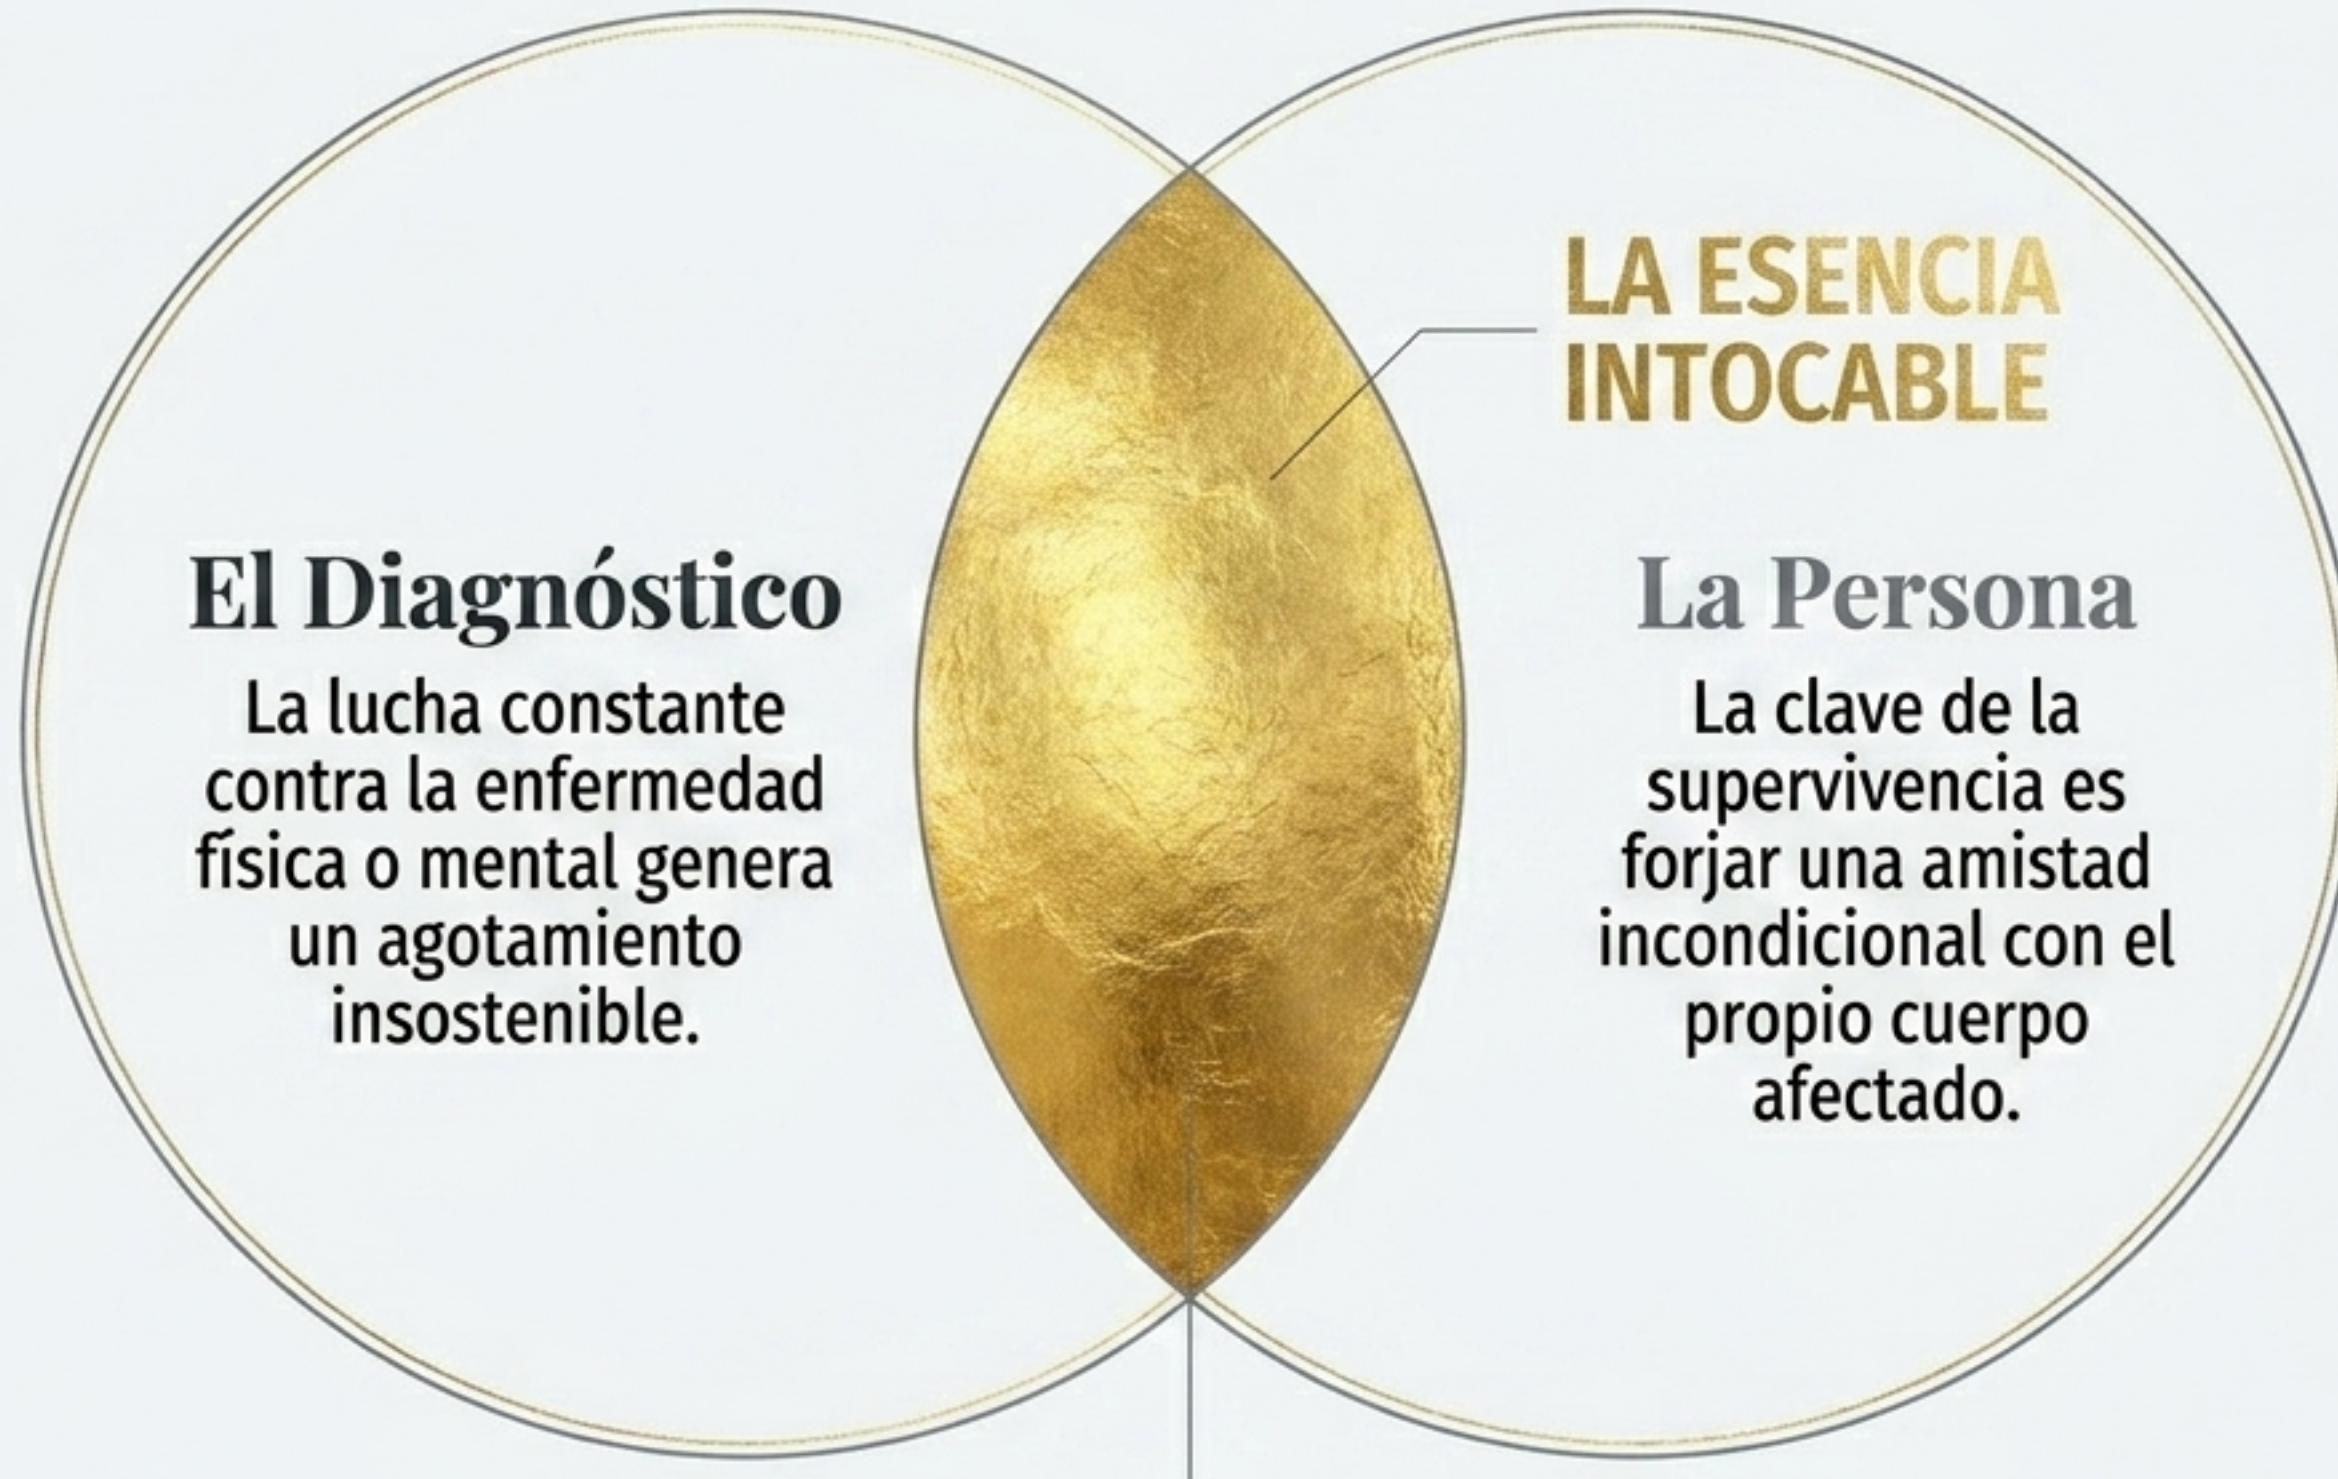 LA ESENCIA
INTOCABLE
El Diagnóstico
La lucha constante
contra la enfermedad
física o mental genera
un agotamiento
insostenible.
La Persona
La clave de la
supervivencia es
forjar una amistad
incondicional con el
propio cuerpo
afectado.